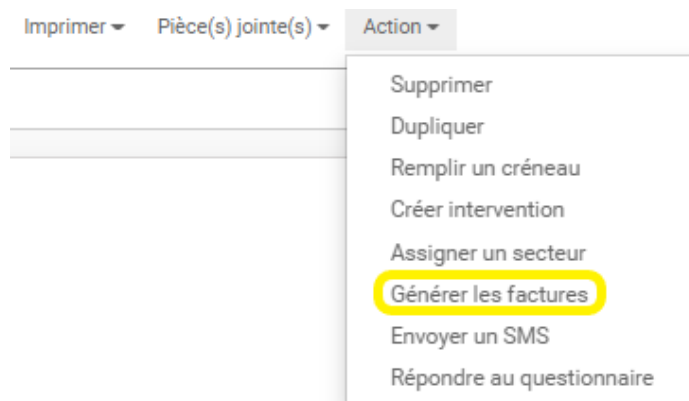 Imprimer Pièce(s) jointe(s) Action
Supprimer
Dupliquer
Remplir un créneau
Créer intervention
Assigner un secteur
Générer les factures
Envoyer un SMS
Répondre au questionnaire